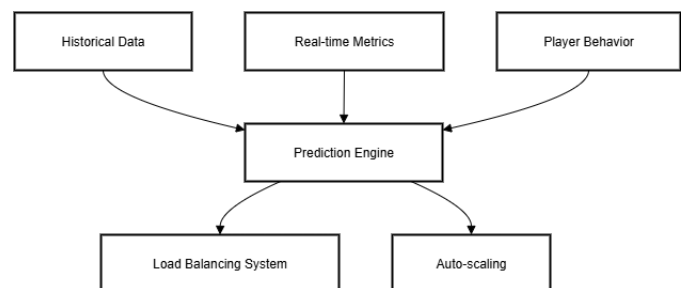 Historical Data
Real-time Metrics
Player Behavior
Prediction Engine
Load Balancing System
Auto-scaling